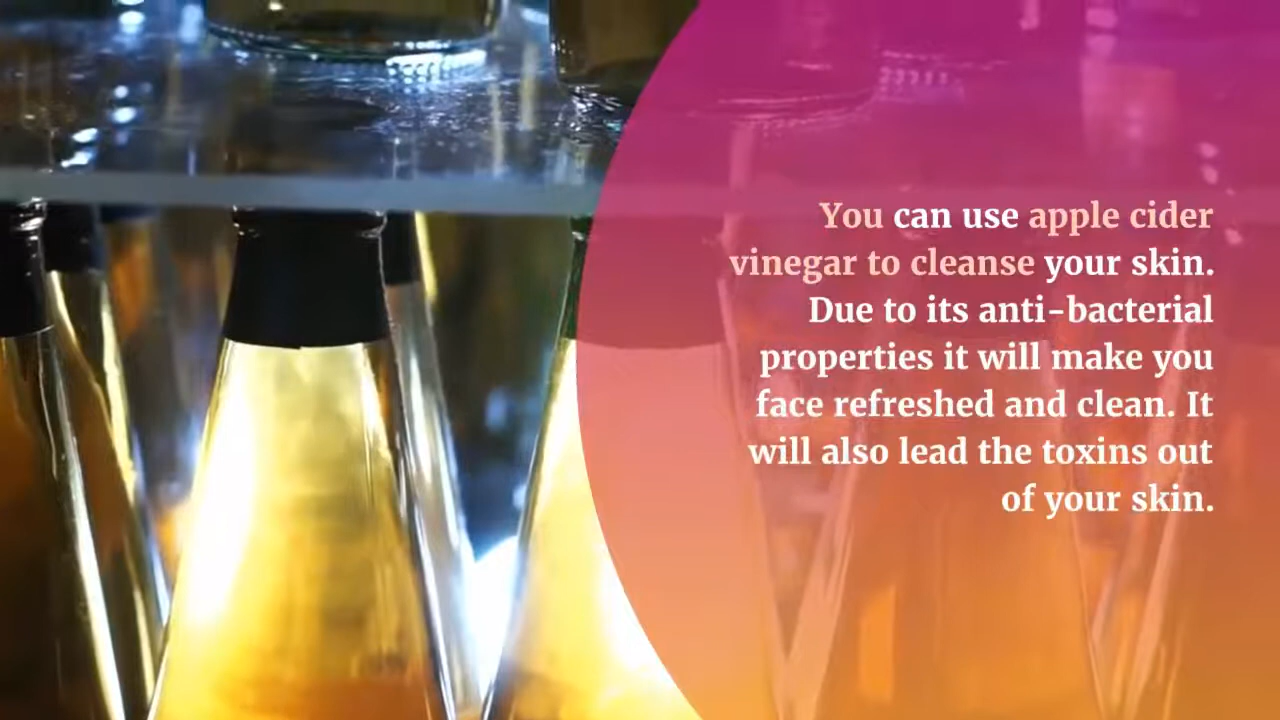 You can use apple cider
vinegar to cleanse your skin.
Due to its anti-bacterial
properties it will make you
face refreshed and clean. It
will also lead the toxins out
of your skin.